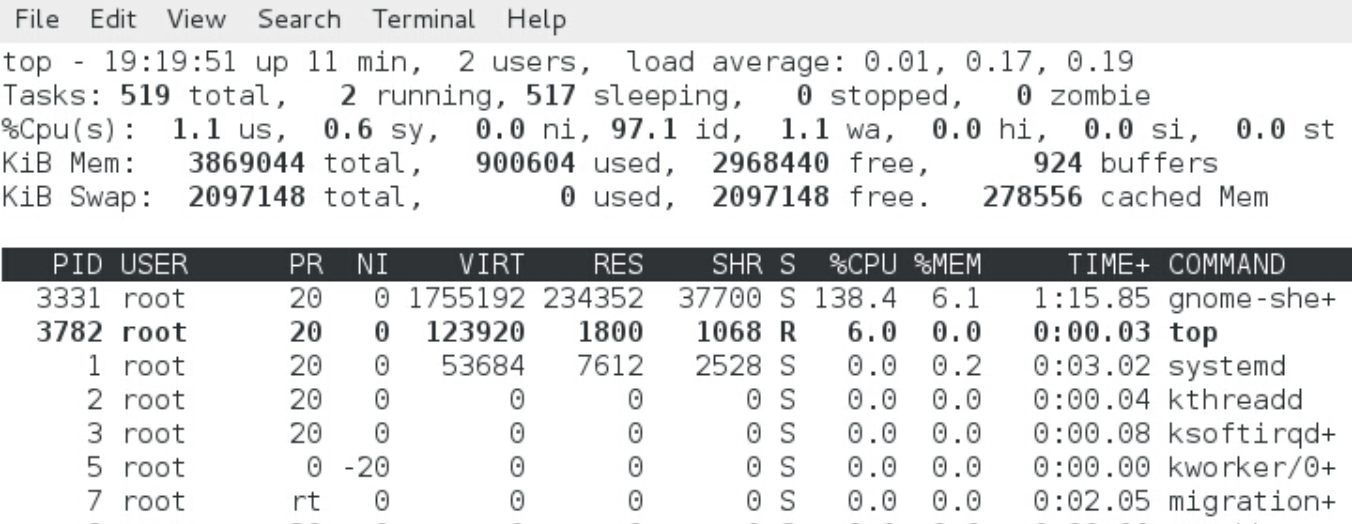 File Edit View Search Terminal Help
top - 19:19:51 up 11 min,  2 users,  load average: 0.01, 0.17, 0.19
Tasks: 519 total,   2 running, 517 sleeping,   0 stopped,   0 zombie
%Cpu(s):  1.1 us,  0.6 sy,  0.0 ni, 97.1 id,  1.1 wa,  0.0 hi,  0.0 si,  0.0 st
KiB Mem:   3869044 total,   900604 used,  2968440 free,      924 buffers
KiB Swap:  2097148 total,        0 used,  2097148 free.   278556 cached Mem
PID USER PR NI VIRT RES SHR S %CPU %MEM TIME+ COMMAND
3331 root 20 0 1755192 234352 37700 S 138.4 6.1 1:15.85 gnome-she+
3782 root 20 0 123920 1800 1068 R 6.0 0.0 0:00.03 top
1 root 20 0 53684 7612 2528 S 0.0 0.2 0:03.02 systemd
2 root 20 0 0 0 0 S 0.0 0.0 0:00.04 kthreadd
3 root 20 0 0 0 0 S 0.0 0.0 0:00.08 ksoftirqd+
5 root 0 -20 0 0 0 S 0.0 0.0 0:00.00 kworker/0+
7 root rt 0 0 0 0 S 0.0 0.0 0:02.05 migration+